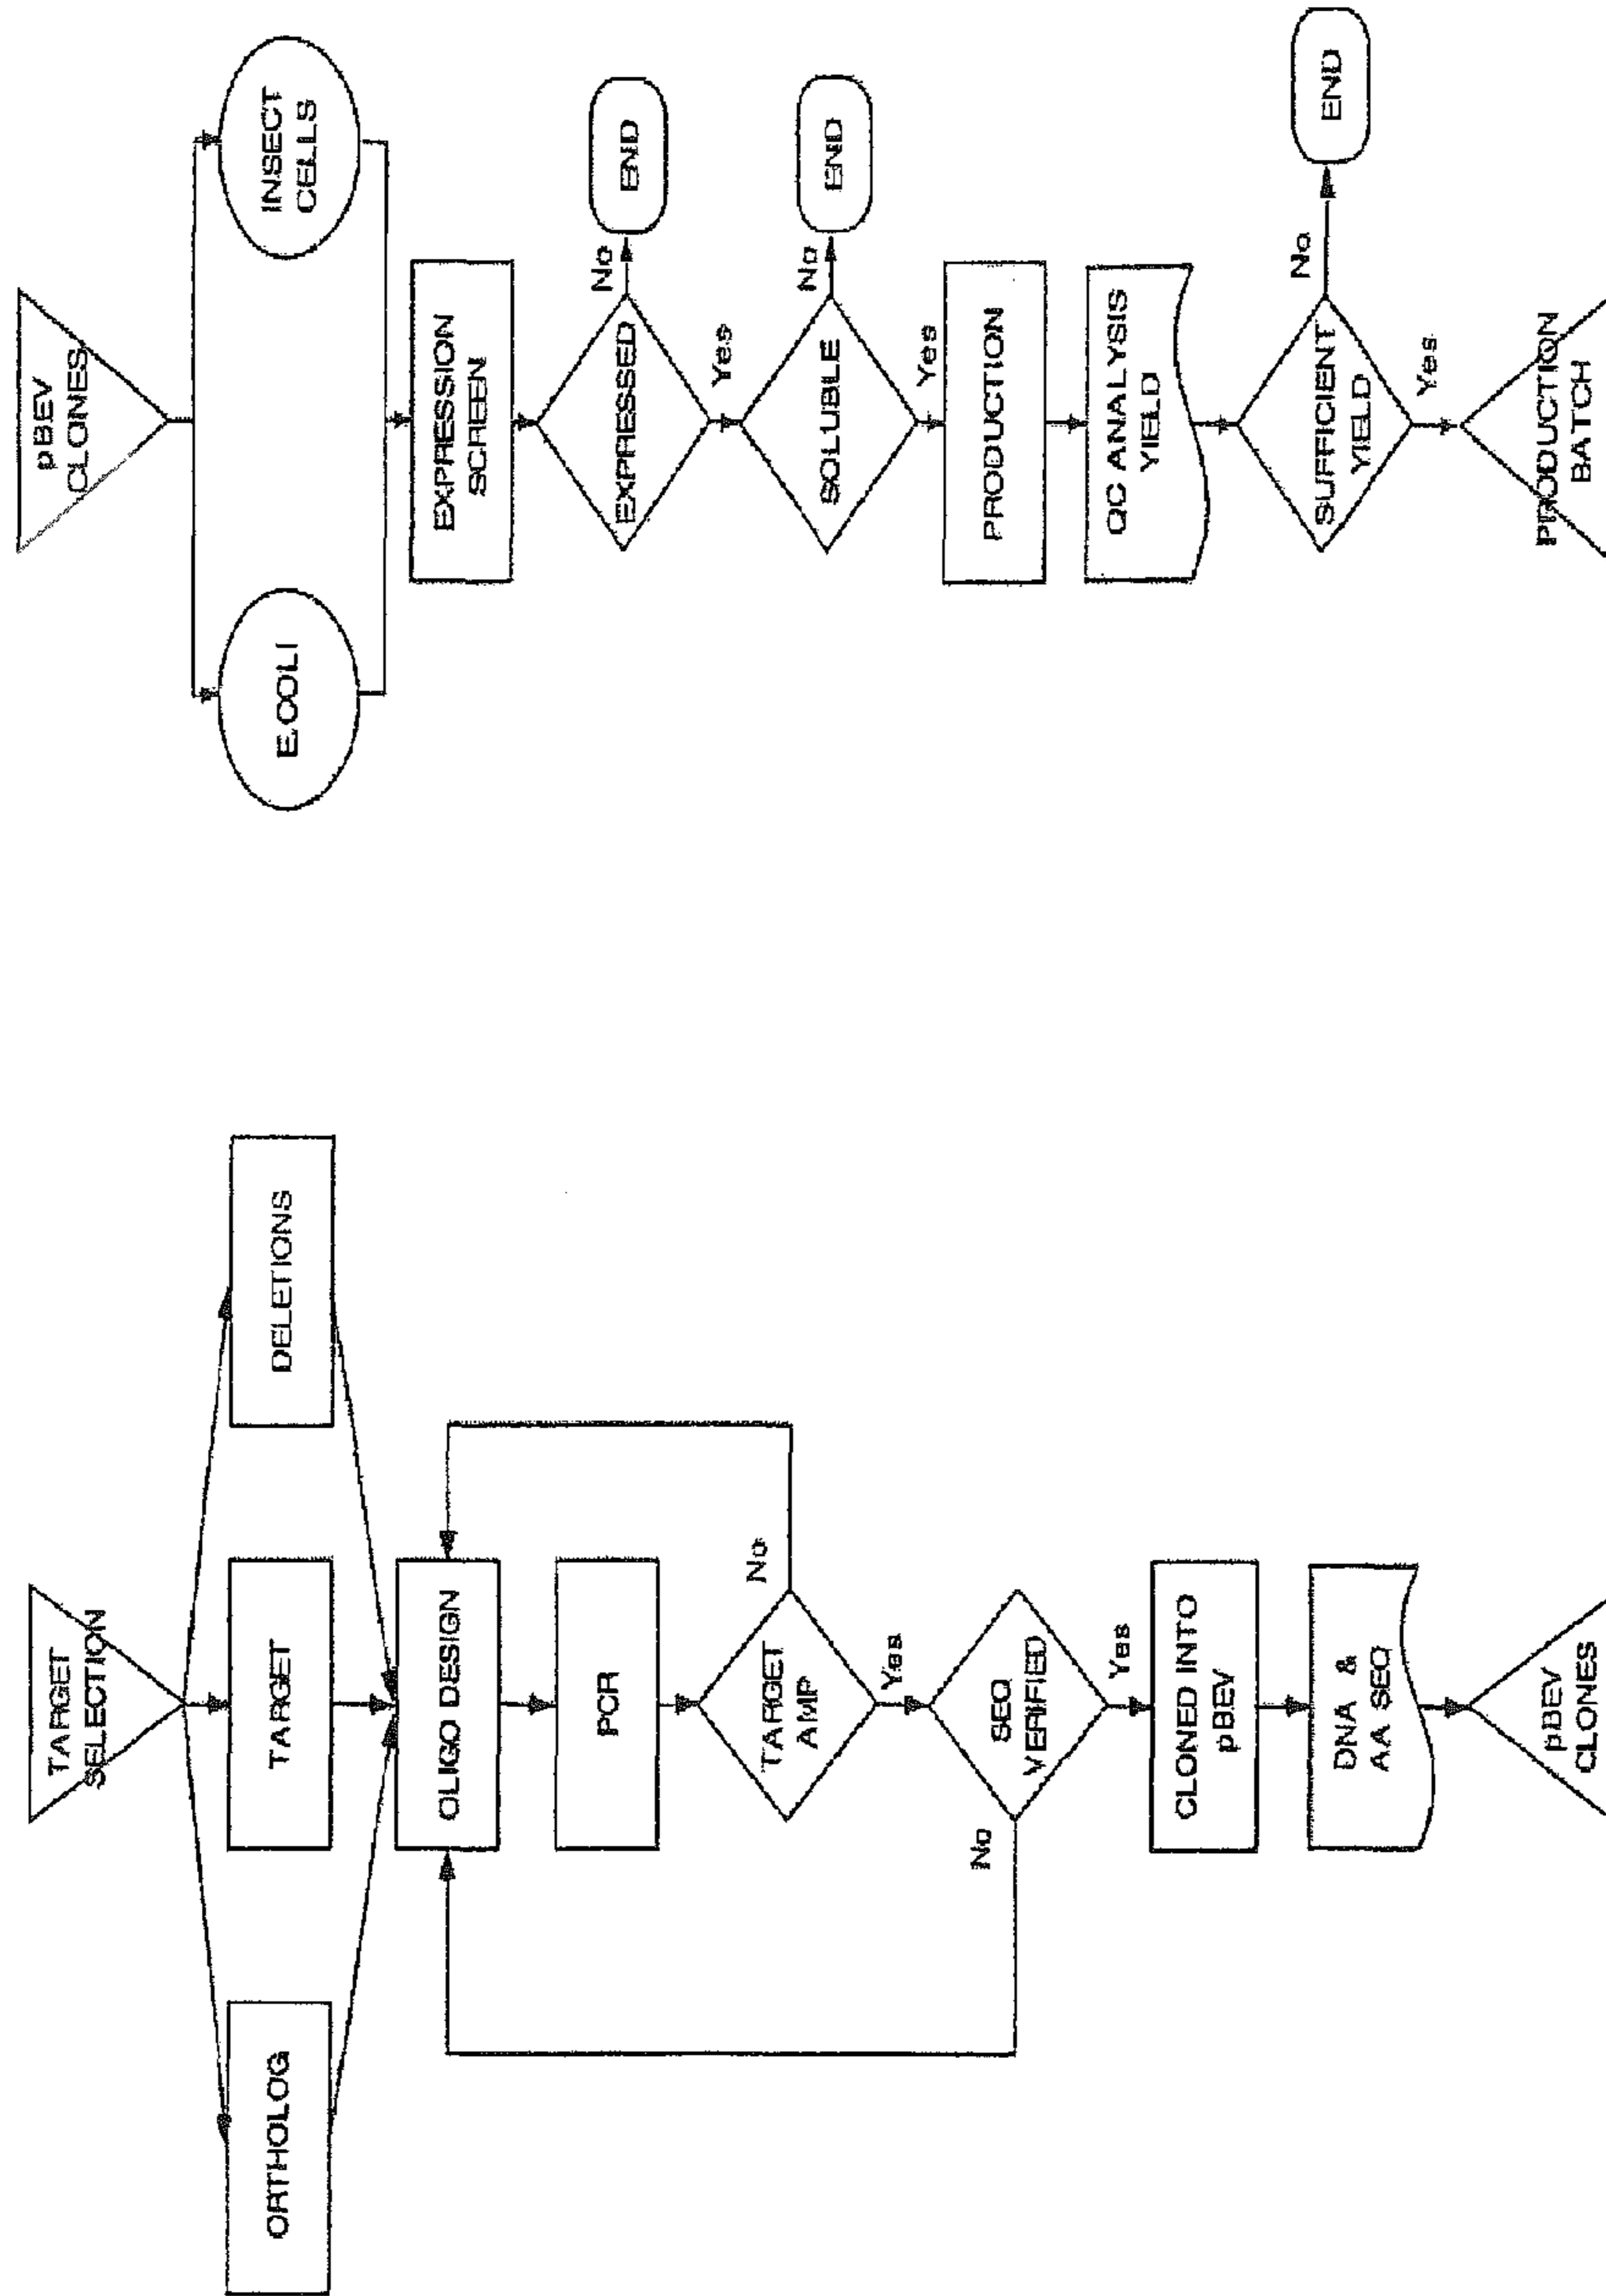 TARGET
SELECTION
ORTHOLOG
TARGET
DELETIONS
OLIGO DESIGN
PCR
TARGET
AMP
No
Yes
SEQ
VERIFIED
No
Yes
CLONED INTO
pBEV
DNA &
AA SEQ
pBEV
CLONES
pBEV
CLONES
E.COLI
INSECT
CELLS
EXPRESSION
SCREEN
EXPRESSED
No
END
Yes
SOLUBLE
No
END
Yes
PRODUCTION
QC ANALYSIS
YIELD
SUFFICIENT
YIELD
No
END
Yes
PRODUCTION
BATCH